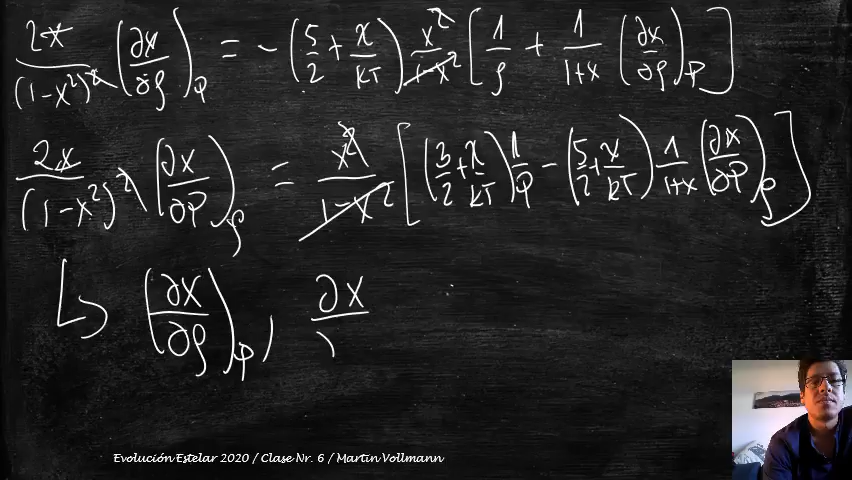 2x/(1-x²)² (∂x/∂ρ)_P = -(5/2 + χ/kT) x²/(1-x²) [1/ρ + 1/(1+x) (∂x/∂ρ)_P]
2x/(1-x²)² (∂x/∂P)_ρ = x²/(1-x²) [(3/2 + χ/kT) 1/P - (5/2 + χ/kT) 1/(1+x) (∂x/∂P)_ρ]
↳ (∂x/∂ρ)_P, ∂x
Evolución Estelar 2020 / Clase Nr. 6 / Martin Vollmann